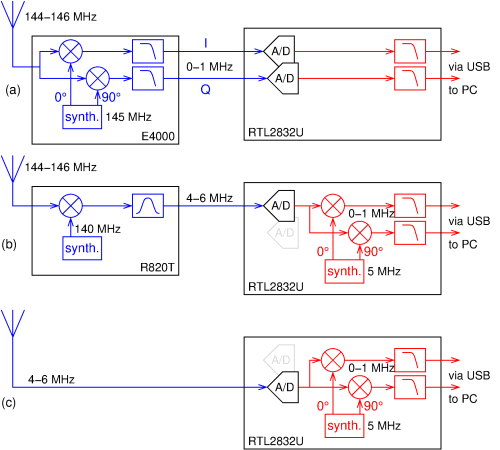 144−146 MHz
I
A/D
via USB
0−1 MHz
(a)
A/D
to PC
0°
90°
Q
synth.
145 MHz
E4000
RTL2832U
144−146 MHz
4−6 MHz
A/D
0−1 MHz
via USB
(b)
140 MHz
A/D
to PC
synth.
0°
90°
R820T
synth.
5 MHz
RTL2832U
A/D
0−1 MHz
via USB
4−6 MHz
A/D
to PC
(c)
0°
90°
synth.
5 MHz
RTL2832U